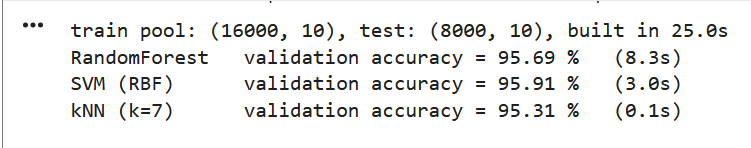 ••• train pool: (16000, 10), test: (8000, 10), built in 25.0s
RandomForest   validation accuracy = 95.69 %   (8.3s)
SVM (RBF)      validation accuracy = 95.91 %   (3.0s)
kNN (k=7)      validation accuracy = 95.31 %   (0.1s)